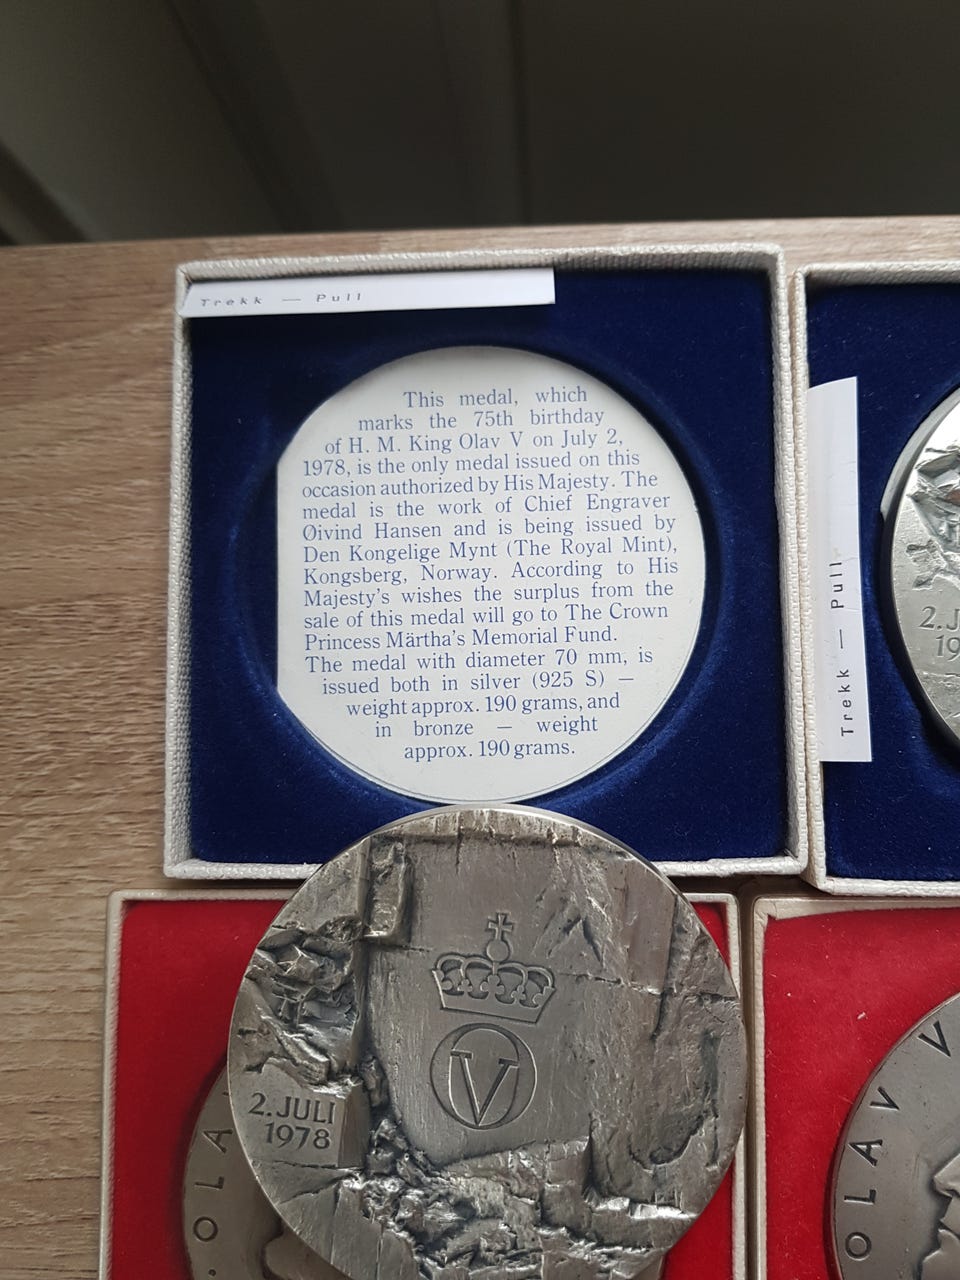 Trekk — Pull
This medal, which
marks the 75th birthday
of H. M. King Olav V on July 2,
1978, is the only medal issued on this
occasion authorized by His Majesty. The
medal is the work of Chief Engraver
Øivind Hansen and is being issued by
Den Kongelige Mynt (The Royal Mint),
Kongsberg, Norway. According to His
Majesty's wishes the surplus from the
sale of this medal will go to The Crown
Princess Märtha's Memorial Fund.
The medal with diameter 70 mm, is
issued both in silver (925 S) —
weight approx. 190 grams, and
in bronze — weight
approx. 190 grams.
Trekk — Pull
2. J
19
V
2. JULI
1978
OLA
OLAV V